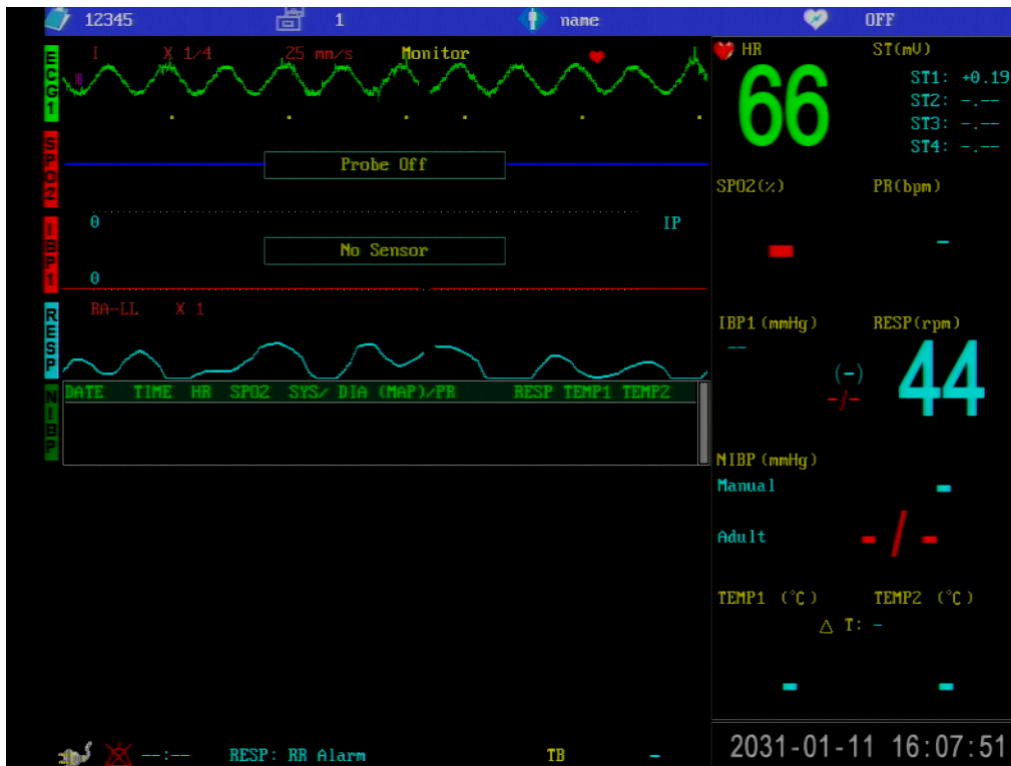 12345 1 name OFF
ECG1 I X 1/4 25 mm/s Monitor
HR ST(mV)
66
ST1: +0.19
ST2: -.--
ST3: -.--
ST4: -.--
SPO2
Probe Off
SPO2(%) PR(bpm)
- -
IBP1
0 IP
No Sensor
0
IBP1(mmHg) RESP(rpm)
--
(-)
-/-
44
RESP RA-LL X 1
NIBP
DATE TIME HR SPO2 SYS/ DIA (MAP)/PR RESP TEMP1 TEMP2
NIBP(mmHg)
Manual -
Adult -/-
TEMP1 (°C) TEMP2 (°C)
△ T: -
- -
--:-- RESP: RR Alarm TB -
2031-01-11 16:07:51